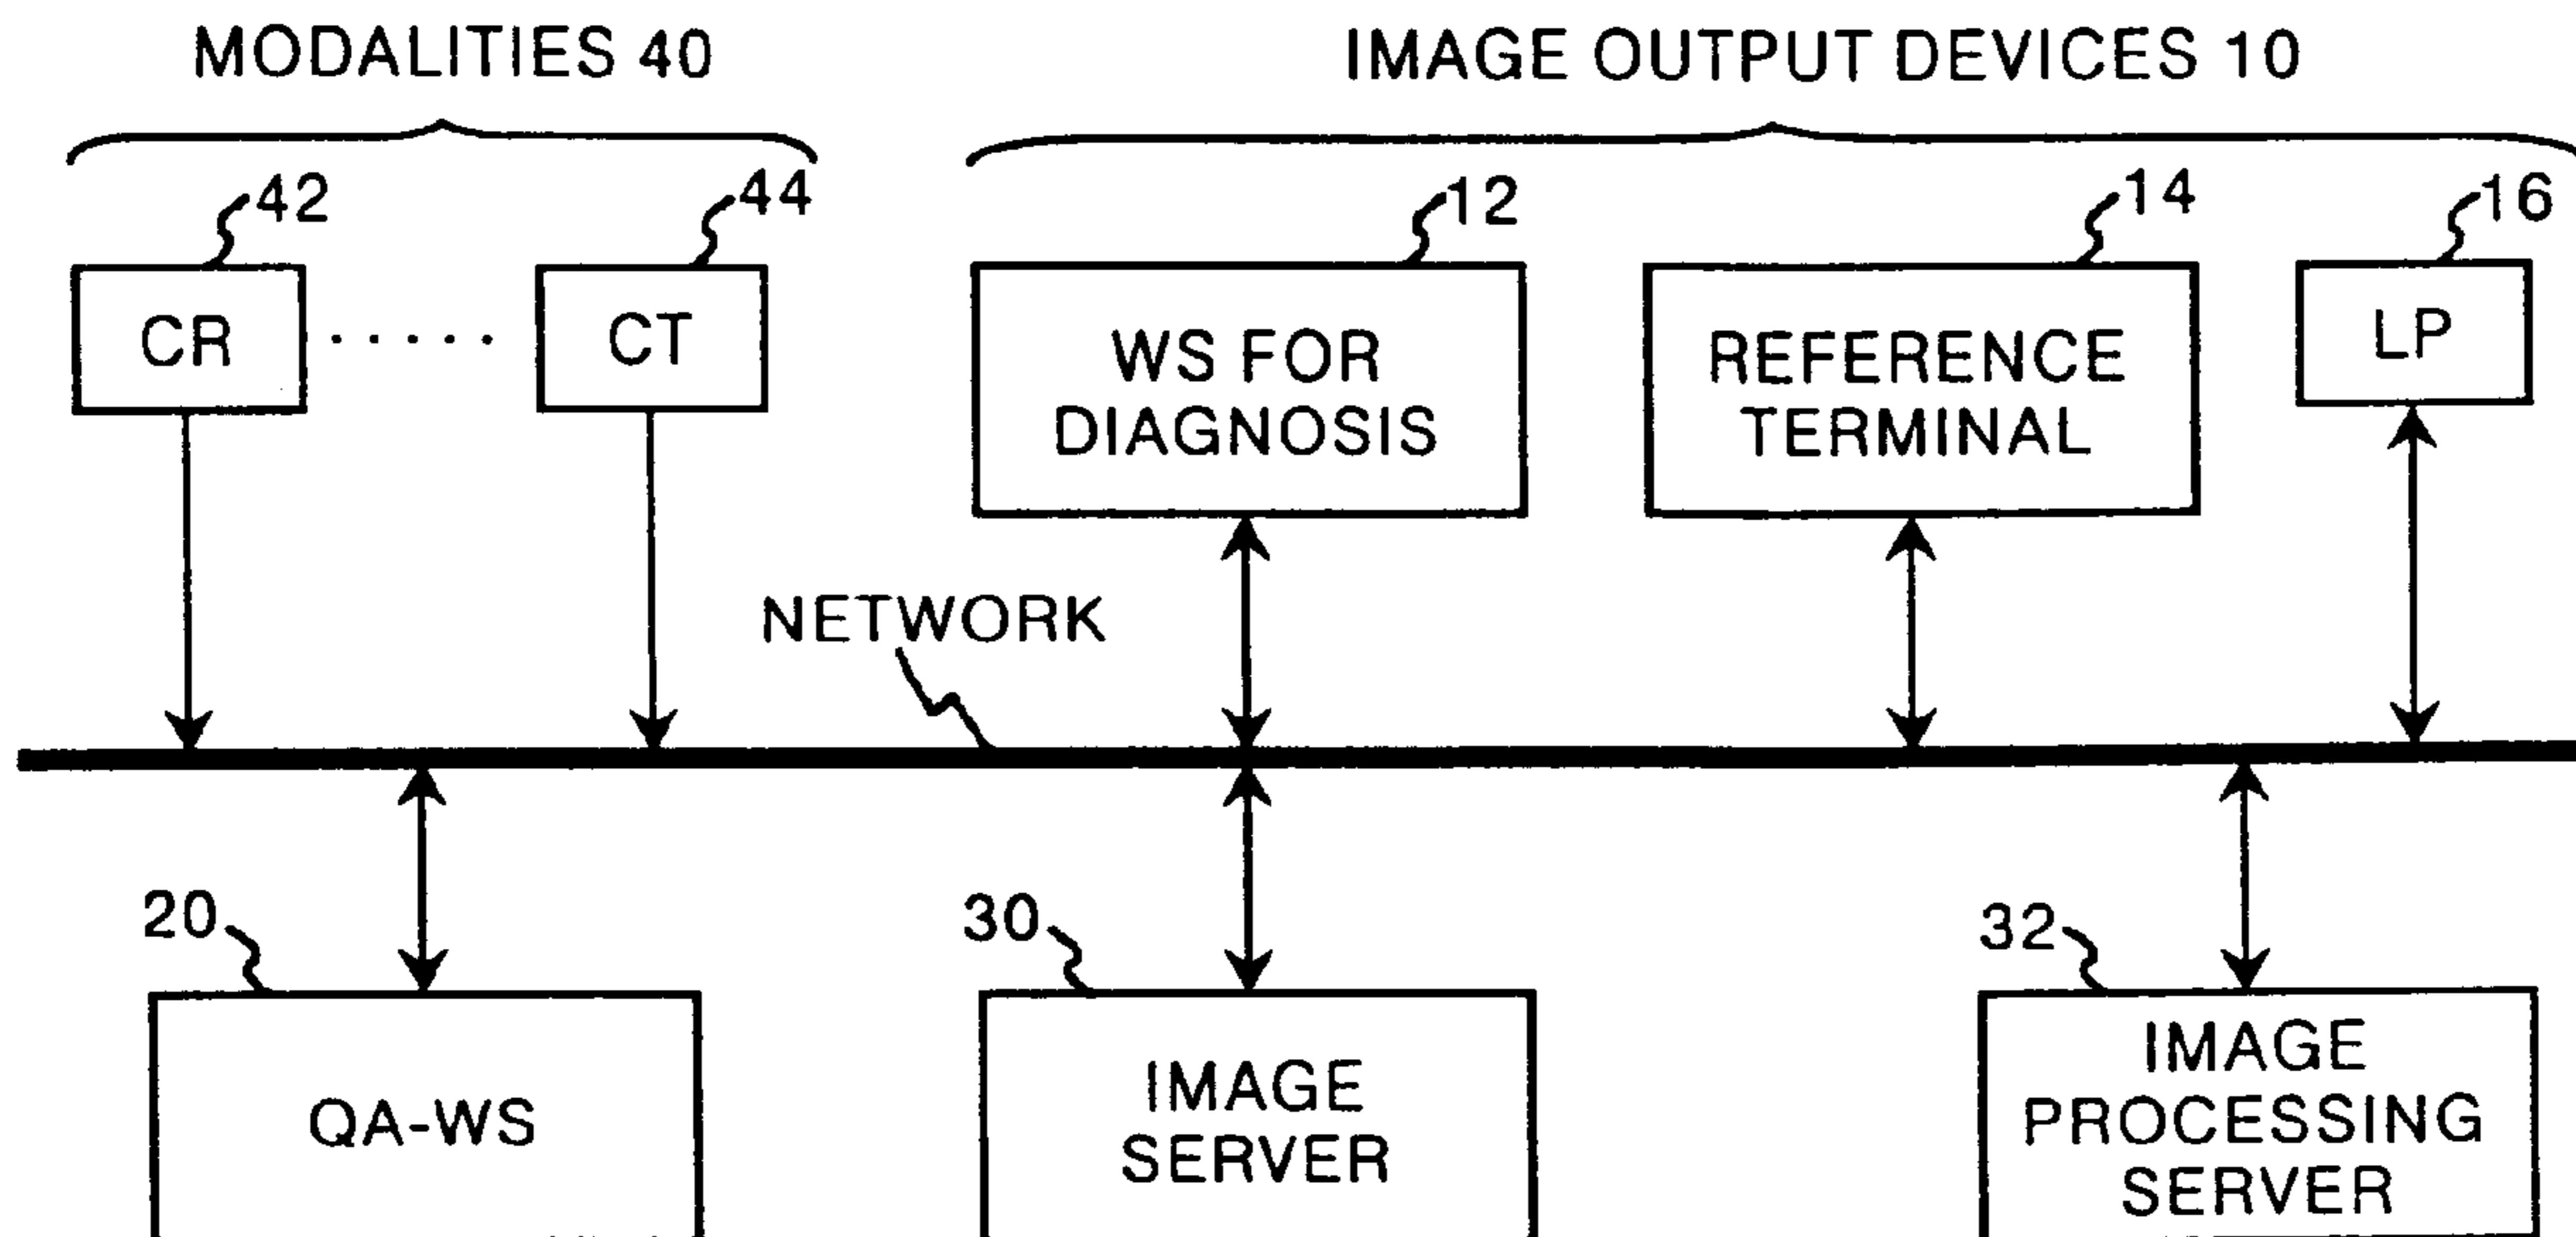 MODALITIES 40
IMAGE OUTPUT DEVICES 10
42
44
12
14
16
CR
CT
WS FOR
DIAGNOSIS
REFERENCE
TERMINAL
LP
NETWORK
20
30
32
QA-WS
IMAGE
SERVER
IMAGE
PROCESSING
SERVER